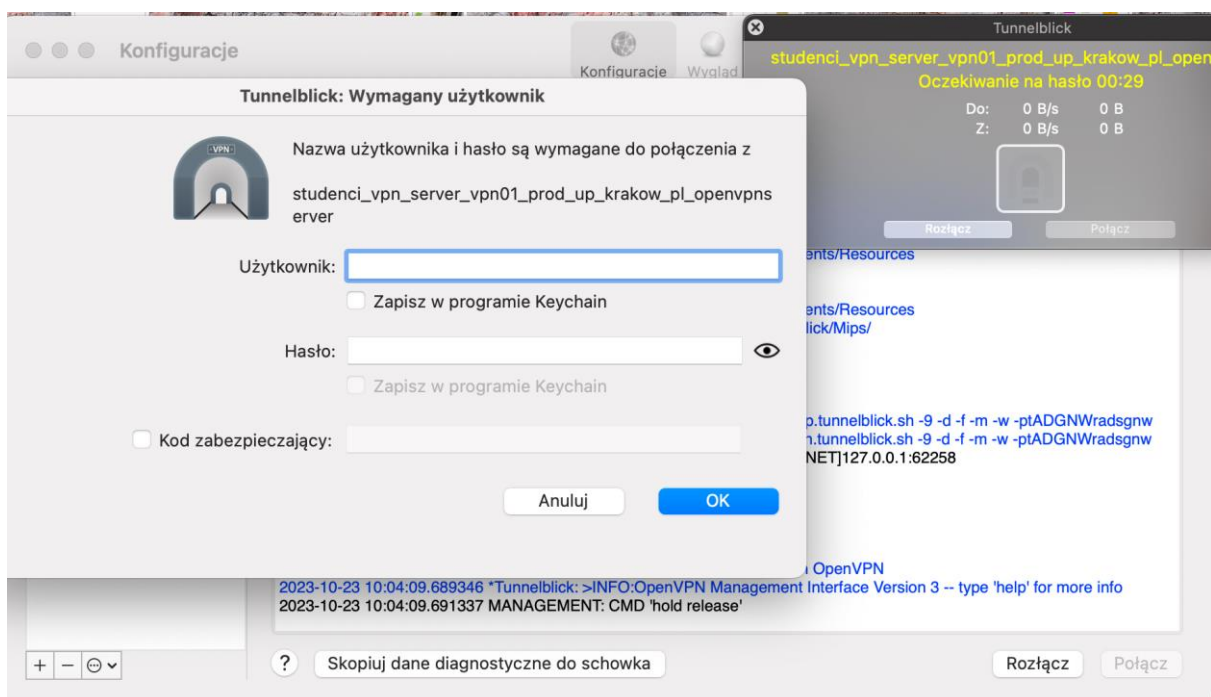 Konfiguracje
Konfiguracje
Wygląd
Tunnelblick
studenci_vpn_server_vpn01_prod_up_krakow_pl_open
Oczekiwanie na hasło 00:29
Do: 0 B/s 0 B
Z: 0 B/s 0 B
Rozłącz Połącz
Tunnelblick: Wymagany użytkownik
VPN
Nazwa użytkownika i hasło są wymagane do połączenia z
studenci_vpn_server_vpn01_prod_up_krakow_pl_openvpns
erver
Użytkownik:
Zapisz w programie Keychain
Hasło:
Zapisz w programie Keychain
Kod zabezpieczający:
Anuluj OK
ents/Resources
ents/Resources
lick/Mips/
p.tunnelblick.sh -9 -d -f -m -w -ptADGNWradsgnw
n.tunnelblick.sh -9 -d -f -m -w -ptADGNWradsgnw
NET]127.0.0.1:62258
OpenVPN
2023-10-23 10:04:09.689346 *Tunnelblick: >INFO:OpenVPN Management Interface Version 3 -- type 'help' for more info
2023-10-23 10:04:09.691337 MANAGEMENT: CMD 'hold release'
? Skopiuj dane diagnostyczne do schowka Rozłącz Połącz